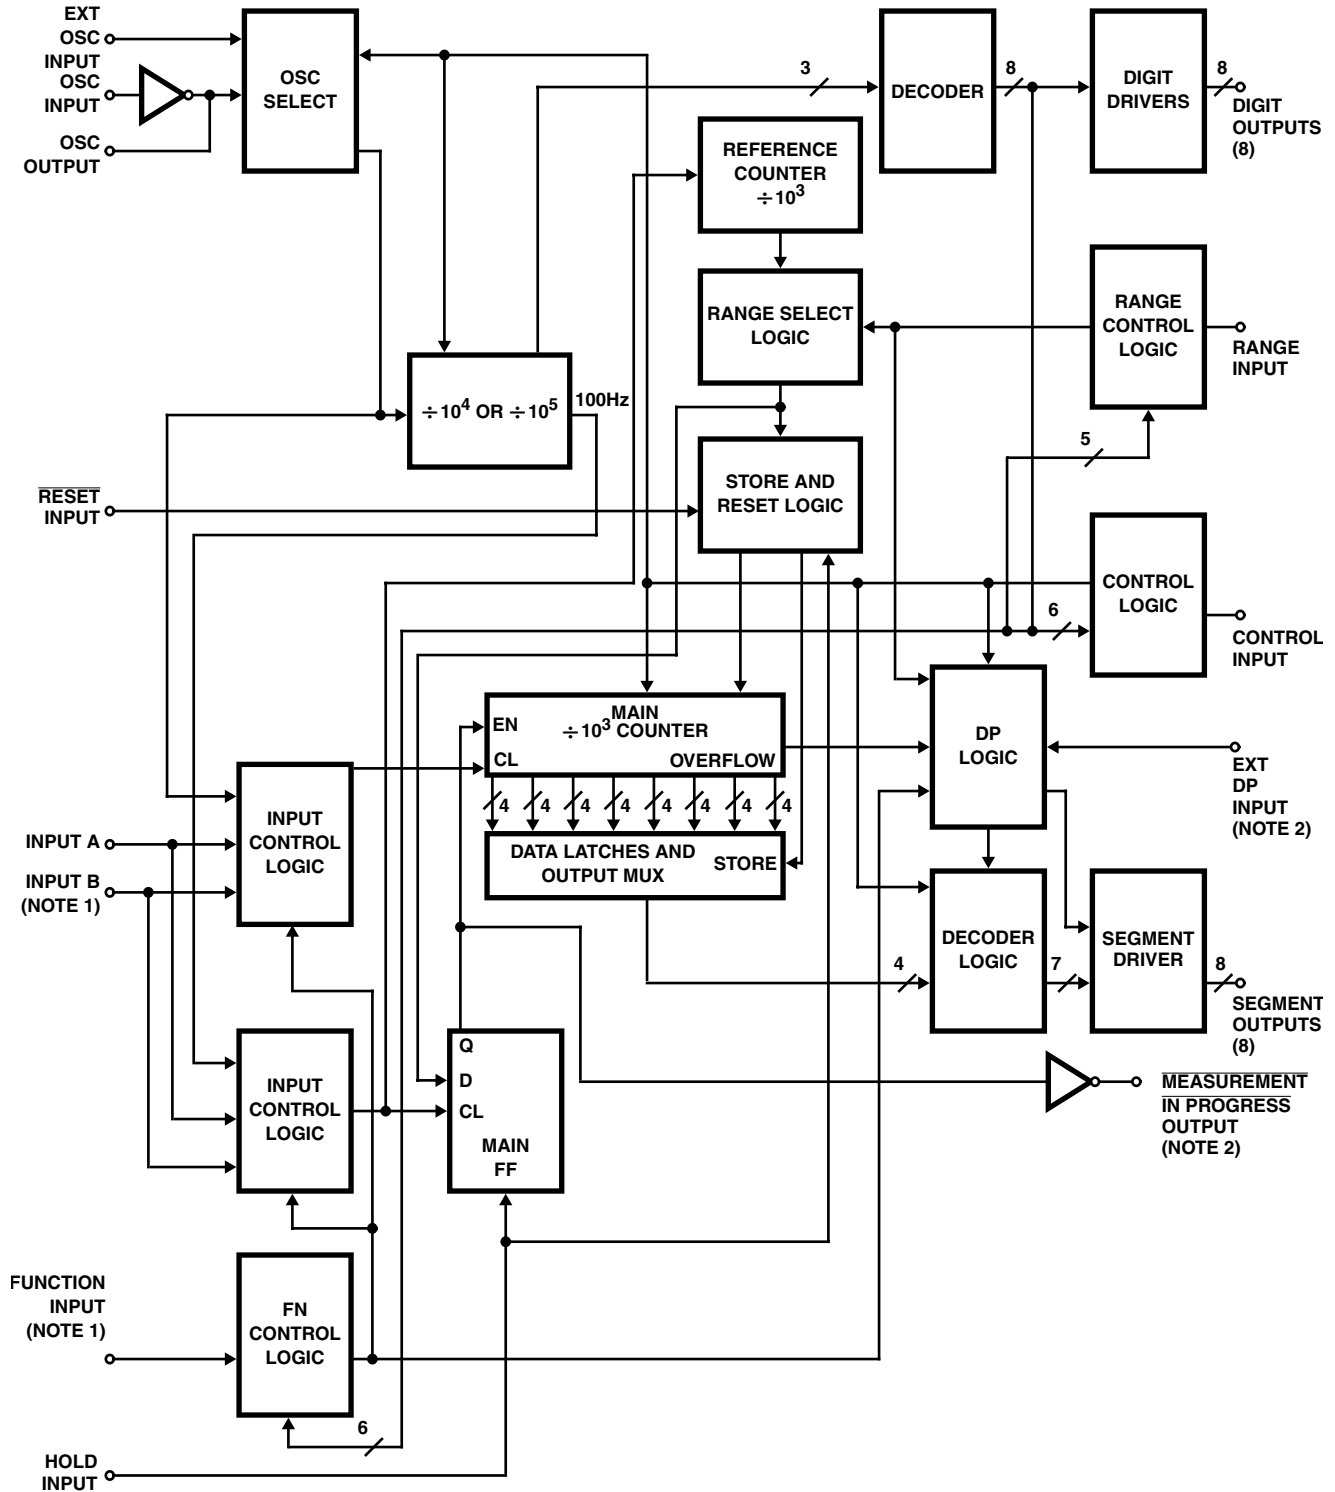 EXT
OSC
INPUT
OSC
INPUT
OSC
OUTPUT
OSC
SELECT
3
DECODER
8
DIGIT
DRIVERS
8
DIGIT
OUTPUTS
(8)
REFERENCE
COUNTER
÷10³
RANGE SELECT
LOGIC
RANGE
CONTROL
LOGIC
RANGE
INPUT
÷10⁴ OR ÷10⁵
100Hz
5
RESET
INPUT
STORE AND
RESET LOGIC
CONTROL
LOGIC
6
CONTROL
INPUT
MAIN
÷10³ COUNTER
EN
CL
OVERFLOW
4
4
4
4
4
4
4
4
DP
LOGIC
EXT
DP
INPUT
(NOTE 2)
INPUT
CONTROL
LOGIC
INPUT A
INPUT B
(NOTE 1)
DATA LATCHES AND
OUTPUT MUX
STORE
4
DECODER
LOGIC
7
SEGMENT
DRIVER
8
SEGMENT
OUTPUTS
(8)
INPUT
CONTROL
LOGIC
Q
D
CL
MAIN
FF
MEASUREMENT
IN PROGRESS
OUTPUT
(NOTE 2)
FUNCTION
INPUT
(NOTE 1)
FN
CONTROL
LOGIC
6
HOLD
INPUT